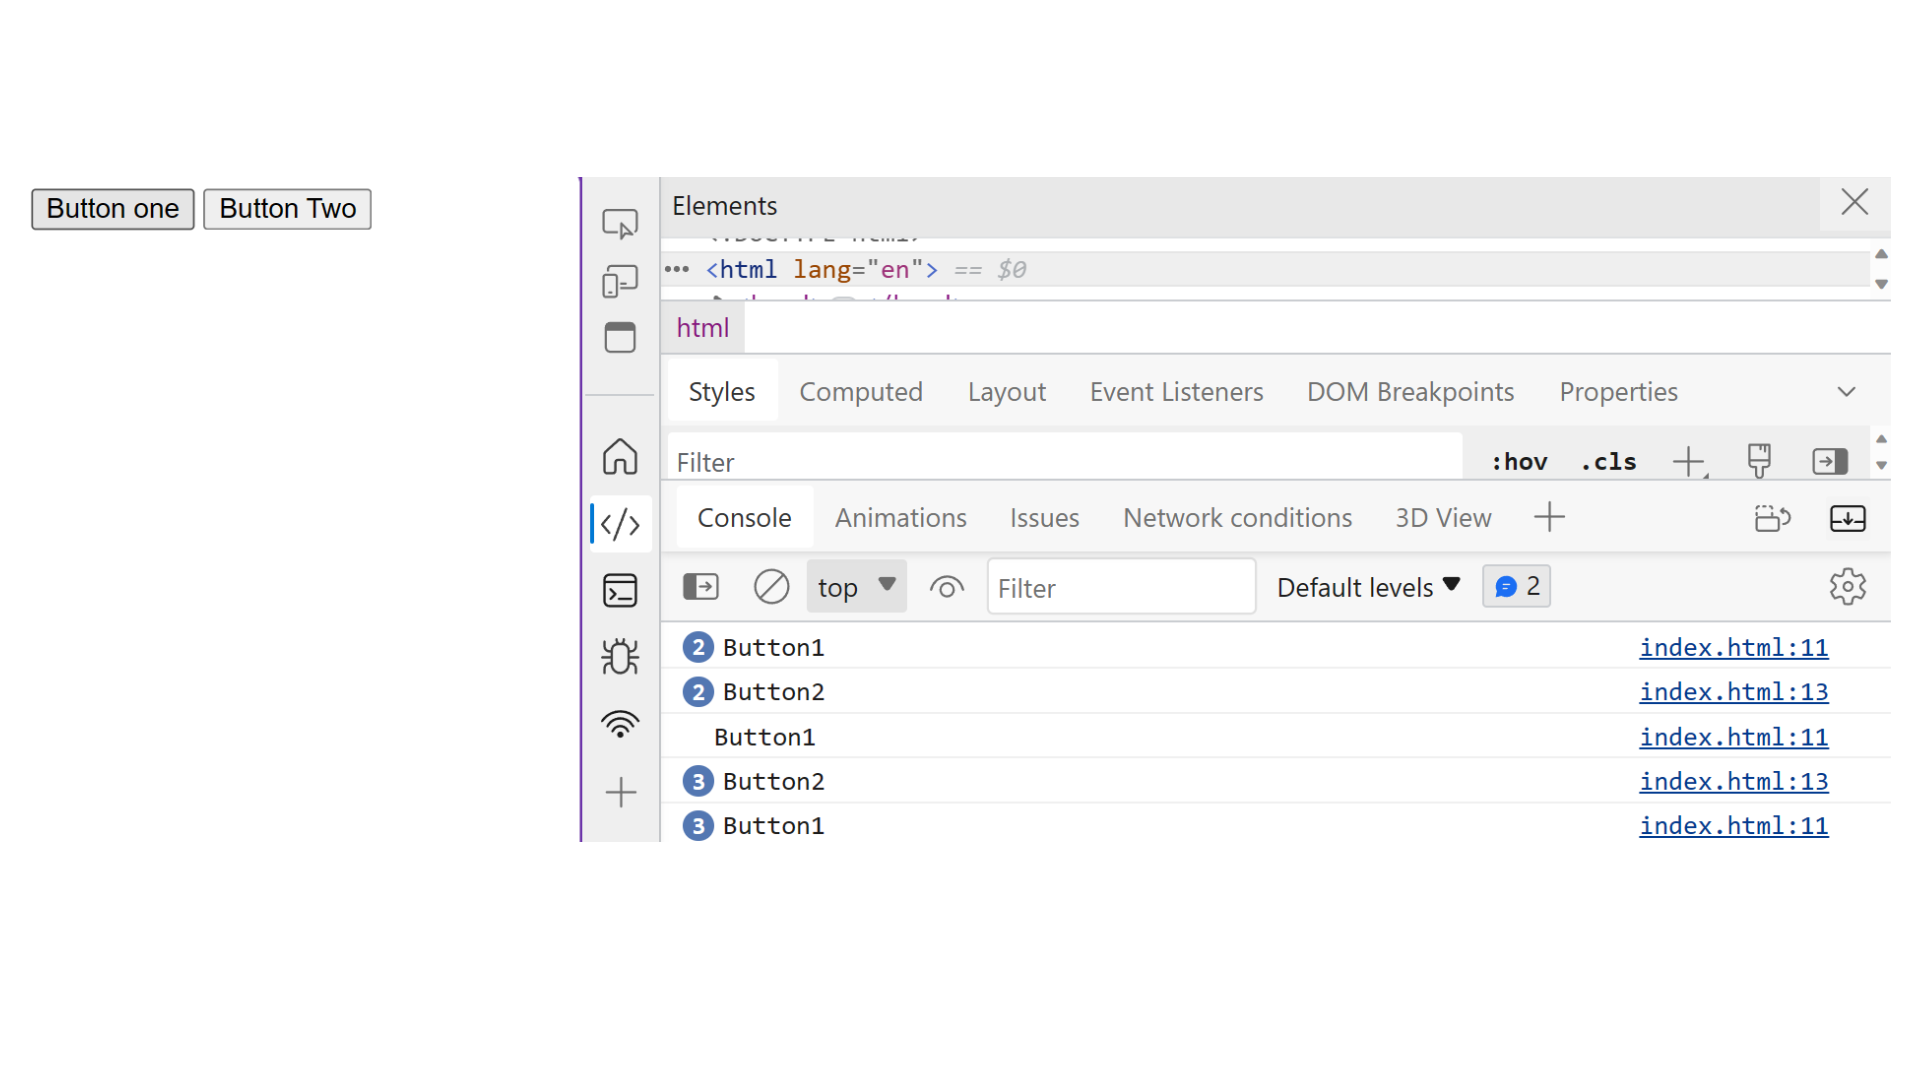 Button one Button Two
Elements
<!DOCTYPE html>
••• <html lang="en"> == $0
html
Styles Computed Layout Event Listeners DOM Breakpoints Properties
Filter :hov .cls
Console Animations Issues Network conditions 3D View
top Filter Default levels 2
2 Button1 index.html:11
2 Button2 index.html:13
Button1 index.html:11
3 Button2 index.html:13
3 Button1 index.html:11